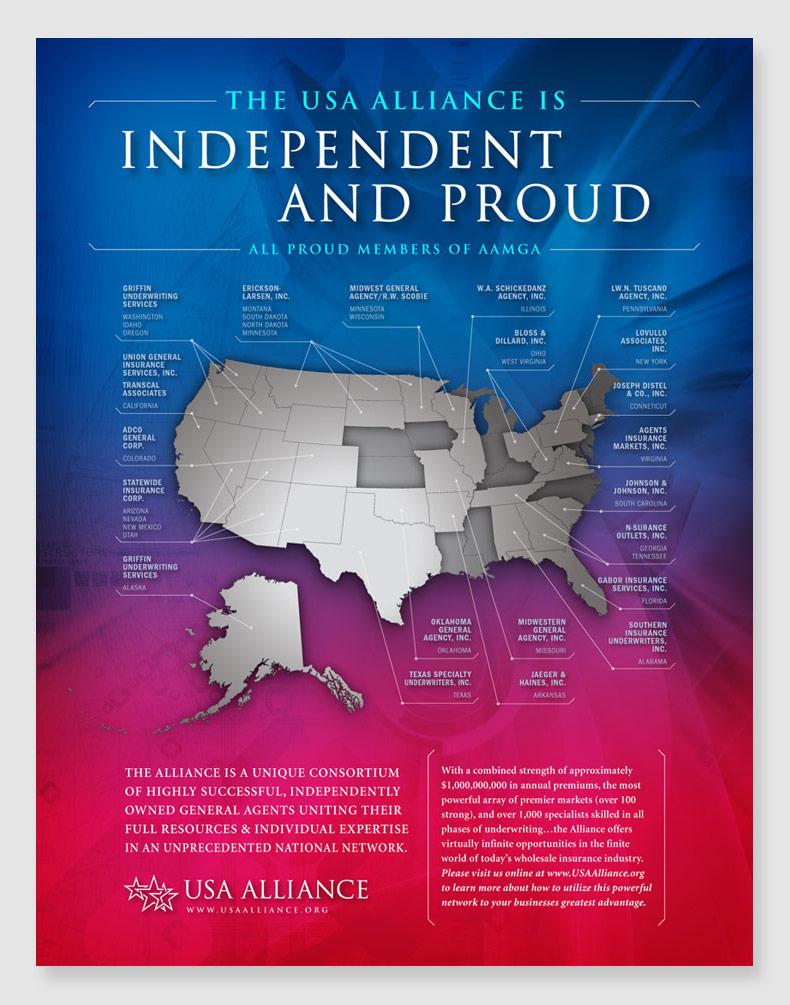 THE USA ALLIANCE IS
INDEPENDENT
AND PROUD
ALL PROUD MEMBERS OF AAMGA
GRIFFIN
UNDERWRITING
SERVICES
WASHINGTON
IDAHO
OREGON
ERICKSON-
LARSEN, INC.
MONTANA
SOUTH DAKOTA
NORTH DAKOTA
MINNESOTA
MIDWEST GENERAL
AGENCY/R.W. SCOBIE
MINNESOTA
WISCONSIN
W.A. SCHICKEDANZ
AGENCY, INC.
ILLINOIS
BLOSS &
DILLARD, INC.
OHIO
WEST VIRGINIA
LW.N. TUSCANO
AGENCY, INC.
PENNSYLVANIA
LOVULLO
ASSOCIATES,
INC.
NEW YORK
JOSEPH DISTEL
& CO., INC.
CONNETICUT
AGENTS
INSURANCE
MARKETS, INC.
VIRGINIA
JOHNSON &
JOHNSON, INC.
SOUTH CAROLINA
N-SURANCE
OUTLETS, INC.
GEORGIA
TENNESSEE
GABOR INSURANCE
SERVICES, INC.
FLORIDA
SOUTHERN
INSURANCE
UNDERWRITERS,
INC.
ALABAMA
UNION GENERAL
INSURANCE
SERVICES, INC.
TRANSCAL
ASSOCIATES
CALIFORNIA
ADCO
GENERAL
CORP.
COLORADO
STATEWIDE
INSURANCE
CORP.
ARIZONA
NEVADA
NEW MEXICO
UTAH
GRIFFIN
UNDERWRITING
SERVICES
ALASKA
OKLAHOMA
GENERAL
AGENCY, INC.
OKLAHOMA
MIDWESTERN
GENERAL
AGENCY, INC.
MISSOURI
TEXAS SPECIALTY
UNDERWRITERS, INC.
TEXAS
JAEGER &
HAINES, INC.
ARKANSAS
THE ALLIANCE IS A UNIQUE CONSORTIUM
OF HIGHLY SUCCESSFUL, INDEPENDENTLY
OWNED GENERAL AGENTS UNITING THEIR
FULL RESOURCES & INDIVIDUAL EXPERTISE
IN AN UNPRECEDENTED NATIONAL NETWORK.
USA ALLIANCE
WWW.USAALLIANCE.ORG
With a combined strength of approximately
$1,000,000,000 in annual premiums, the most
powerful array of premier markets (over 100
strong), and over 1,000 specialists skilled in all
phases of underwriting…the Alliance offers
virtually infinite opportunities in the finite
world of today's wholesale insurance industry.
Please visit us online at www.USAAlliance.org
to learn more about how to utilize this powerful
network to your businesses greatest advantage.